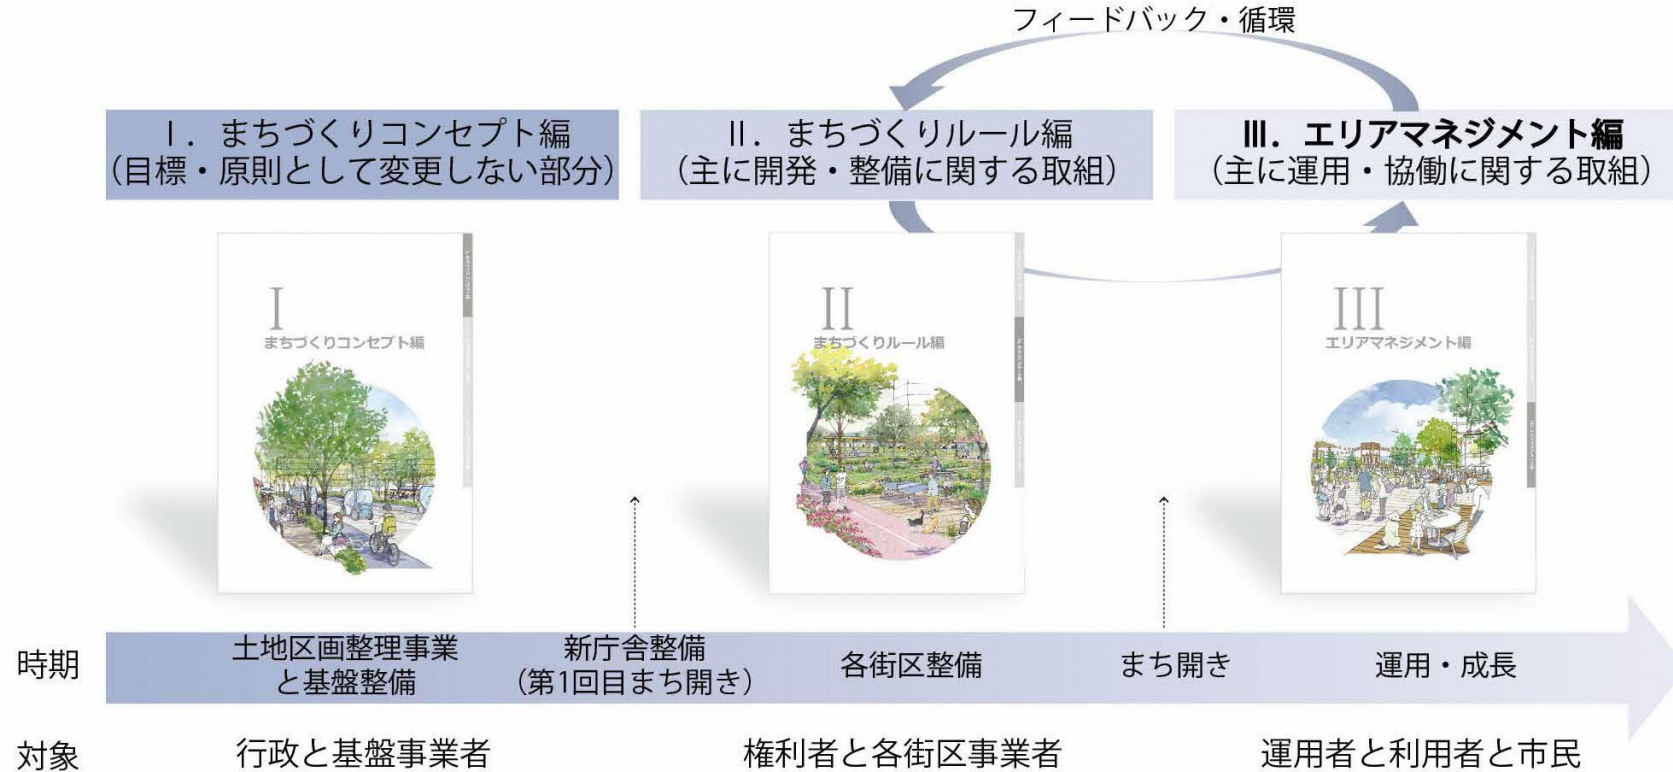 フィードバック・循環
Ⅰ．まちづくりコンセプト編
（目標・原則として変更しない部分）
Ⅱ．まちづくりルール編
（主に開発・整備に関する取組）
Ⅲ．エリアマネジメント編
（主に運用・協働に関する取組）
Ⅰ
まちづくりコンセプト編
Ⅱ
まちづくりルール編
Ⅲ
エリアマネジメント編
時期
土地区画整理事業
と基盤整備
新庁舎整備
（第1回目まち開き）
各街区整備
まち開き
運用・成長
対象
行政と基盤事業者
権利者と各街区事業者
運用者と利用者と市民